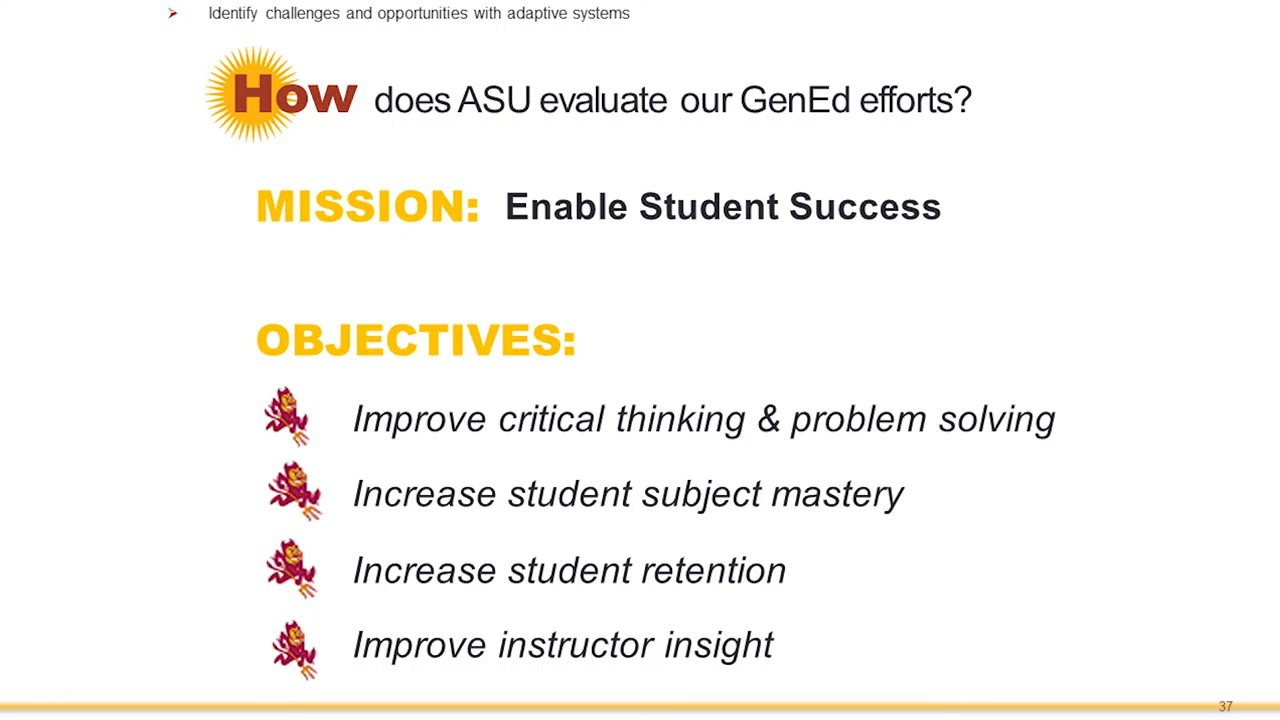 ➢ Identify challenges and opportunities with adaptive systems
How does ASU evaluate our GenEd efforts?
MISSION: Enable Student Success
OBJECTIVES:
Improve critical thinking & problem solving
Increase student subject mastery
Increase student retention
Improve instructor insight
37